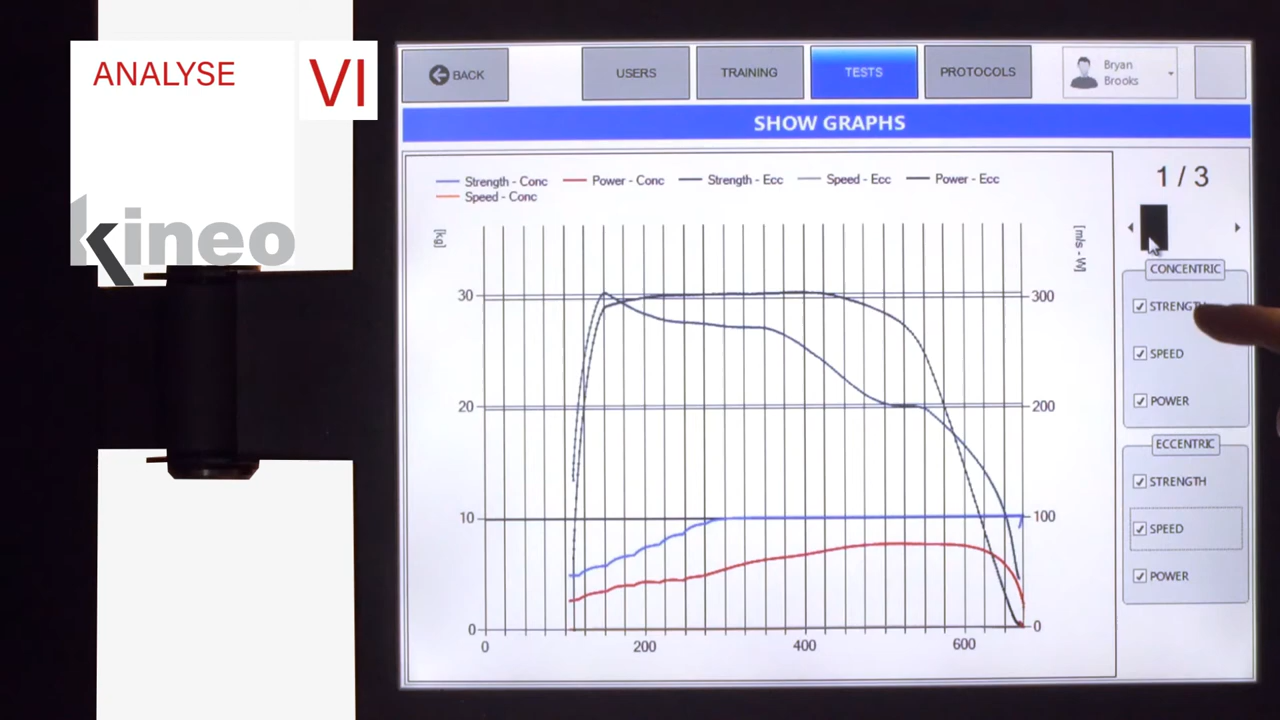 ANALYSE VI
kineo
BACK USERS TRAINING TESTS PROTOCOLS Bryan Brooks
SHOW GRAPHS
Strength - Conc Power - Conc Strength - Ecc Speed - Ecc Power - Ecc
Speed - Conc
1 / 3
[kg] [m/s - W]
CONCENTRIC
30 300
STRENGTH
SPEED
POWER
20 200
ECCENTRIC
STRENGTH
10 100
SPEED
POWER
0 0
0 200 400 600